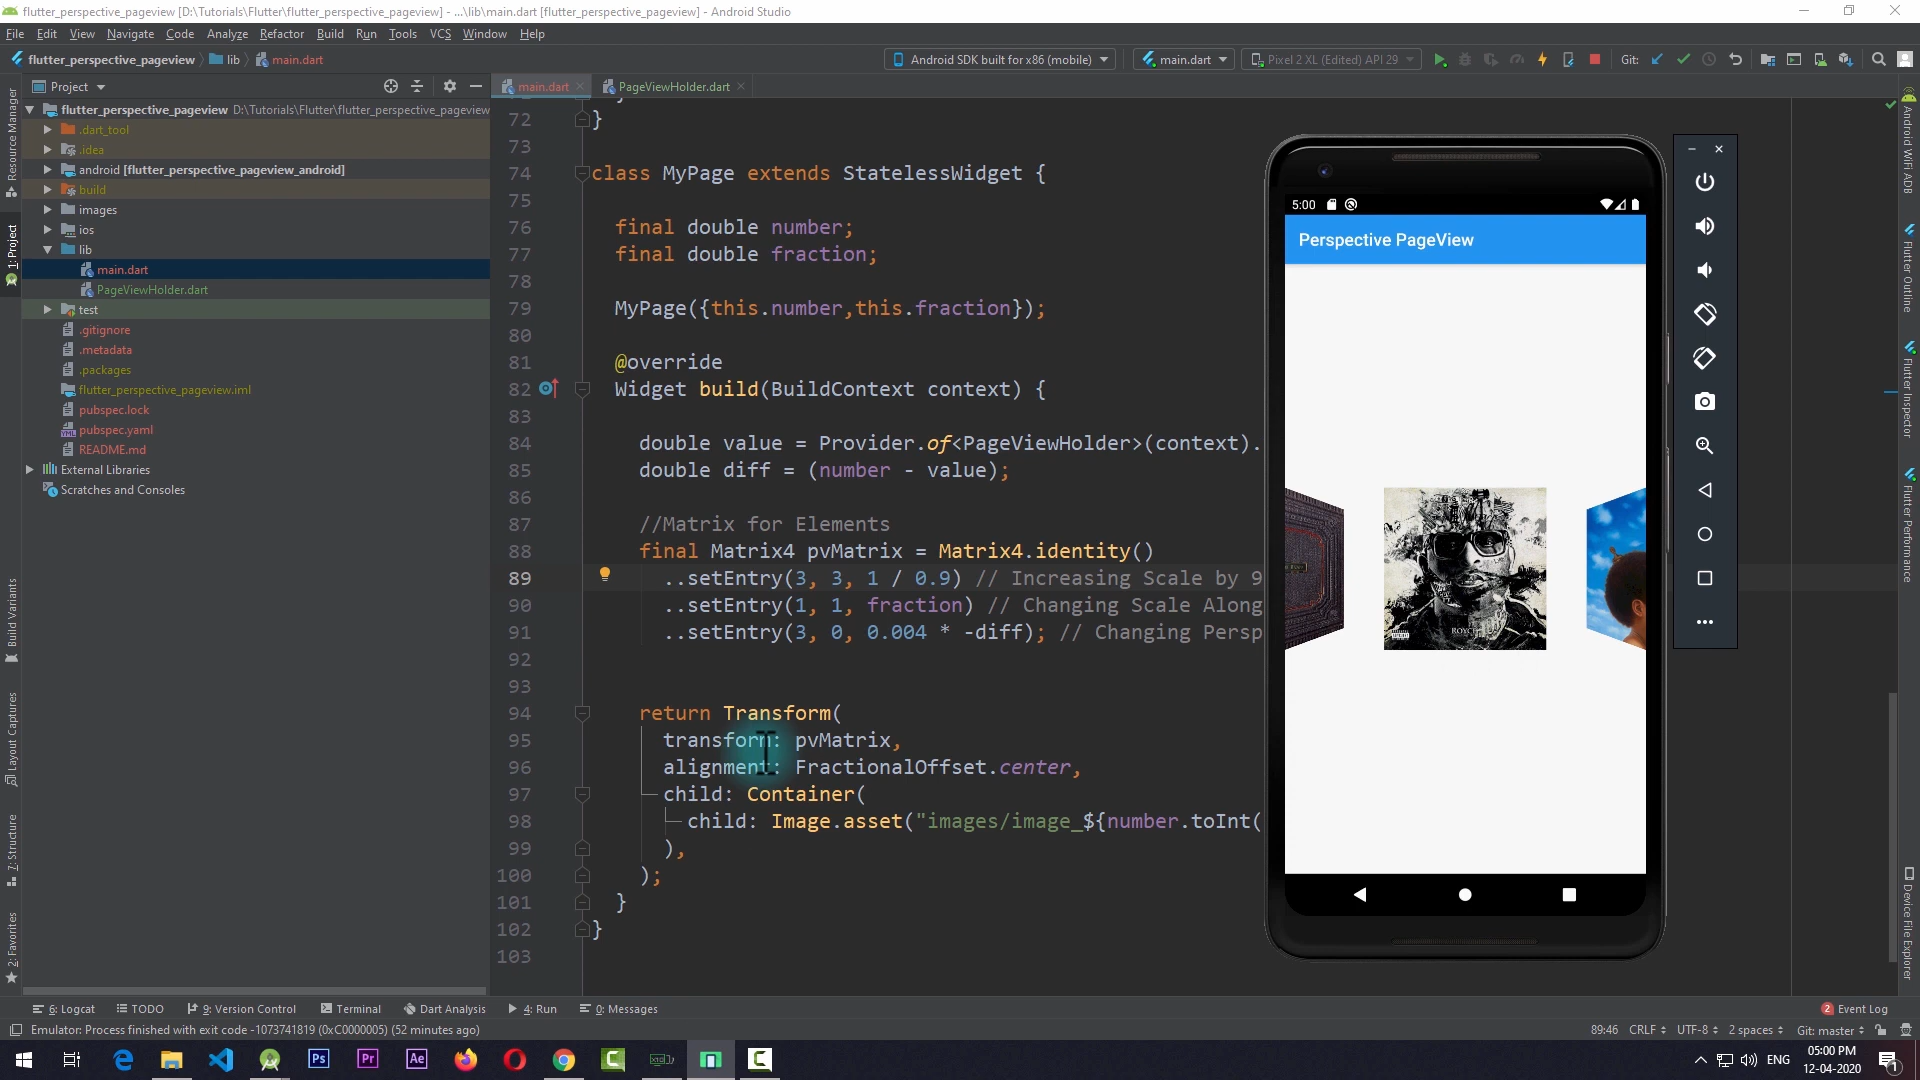 flutter_perspective_pageview [D:\Tutorials\Flutter\flutter_perspective_pageview] - ...\lib\main.dart [flutter_perspective_pageview] - Android Studio
File Edit View Navigate Code Analyze Refactor Build Run Tools VCS Window Help
flutter_perspective_pageview lib main.dart Android SDK built for x86 (mobile) main.dart Pixel 2 XL (Edited) API 29 Git:
Project
main.dart
PageViewHolder.dart
flutter_perspective_pageview D:\Tutorials\Flutter\flutter_perspective_pageview
.dart_tool
.idea
android [flutter_perspective_pageview_android]
build
images
ios
lib
main.dart
PageViewHolder.dart
test
.gitignore
.metadata
.packages
flutter_perspective_pageview.iml
pubspec.lock
pubspec.yaml
README.md
External Libraries
Scratches and Consoles
Resource Manager
1: Project
Build Variants
Layout Captures
7: Structure
2: Favorites
72 }
73
74 class MyPage extends StatelessWidget {
75
76 final double number;
77 final double fraction;
78
79 MyPage({this.number,this.fraction});
80
81 @override
82 Widget build(BuildContext context) {
83
84 double value = Provider.of<PageViewHolder>(context).
85 double diff = (number - value);
86
87 //Matrix for Elements
88 final Matrix4 pvMatrix = Matrix4.identity()
89 ..setEntry(3, 3, 1 / 0.9) // Increasing Scale by 9
90 ..setEntry(1, 1, fraction) // Changing Scale Along
91 ..setEntry(3, 0, 0.004 * -diff); // Changing Persp
92
93
94 return Transform(
95 transform: pvMatrix,
96 alignment: FractionalOffset.center,
97 child: Container(
98 child: Image.asset("images/image_${number.toInt(
99 ),
100 );
101 }
102 }
103
5:00
Perspective PageView
ROYCE
Android WiFi ADB
Flutter Outline
Flutter Inspector
Flutter Performance
Device File Explorer
6: Logcat TODO 9: Version Control Terminal Dart Analysis 4: Run 0: Messages 2 Event Log
Emulator: Process finished with exit code -1073741819 (0xC0000005) (52 minutes ago) 89:46 CRLF UTF-8 2 spaces Git: master
Ps Pr Ae
ENG
05:00 PM
12-04-2020
1